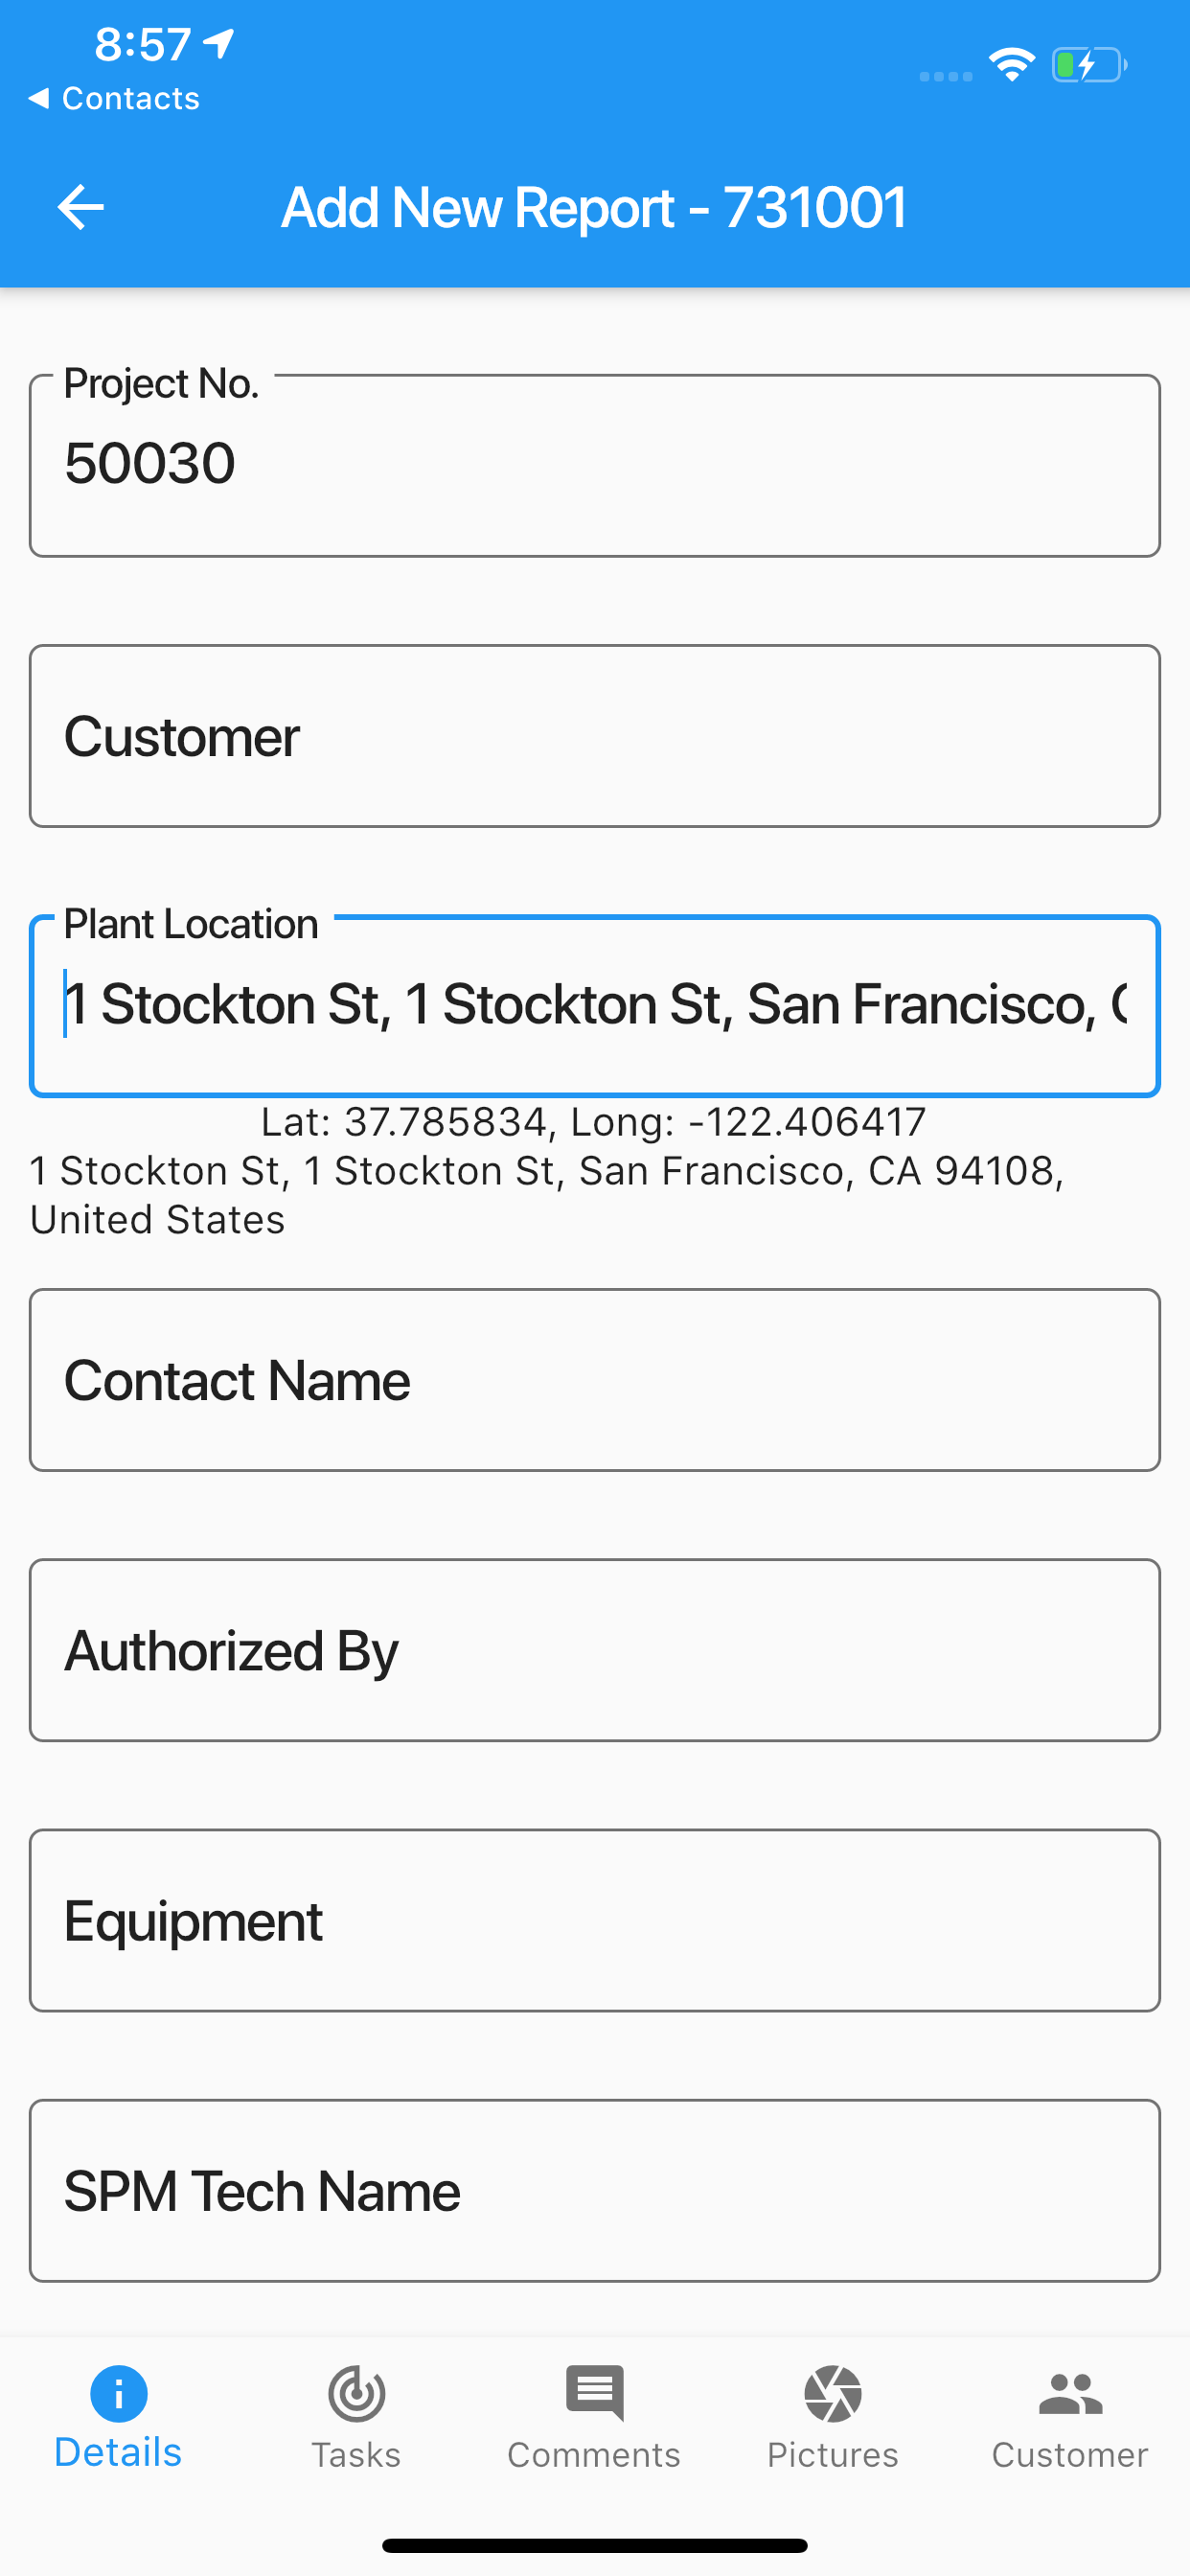 8:57
Contacts
Add New Report - 731001
Project No.
50030
Customer
Plant Location
1 Stockton St, 1 Stockton St, San Francisco, C
Lat: 37.785834, Long: -122.406417
1 Stockton St, 1 Stockton St, San Francisco, CA 94108,
United States
Contact Name
Authorized By
Equipment
SPM Tech Name
Details
Tasks
Comments
Pictures
Customer